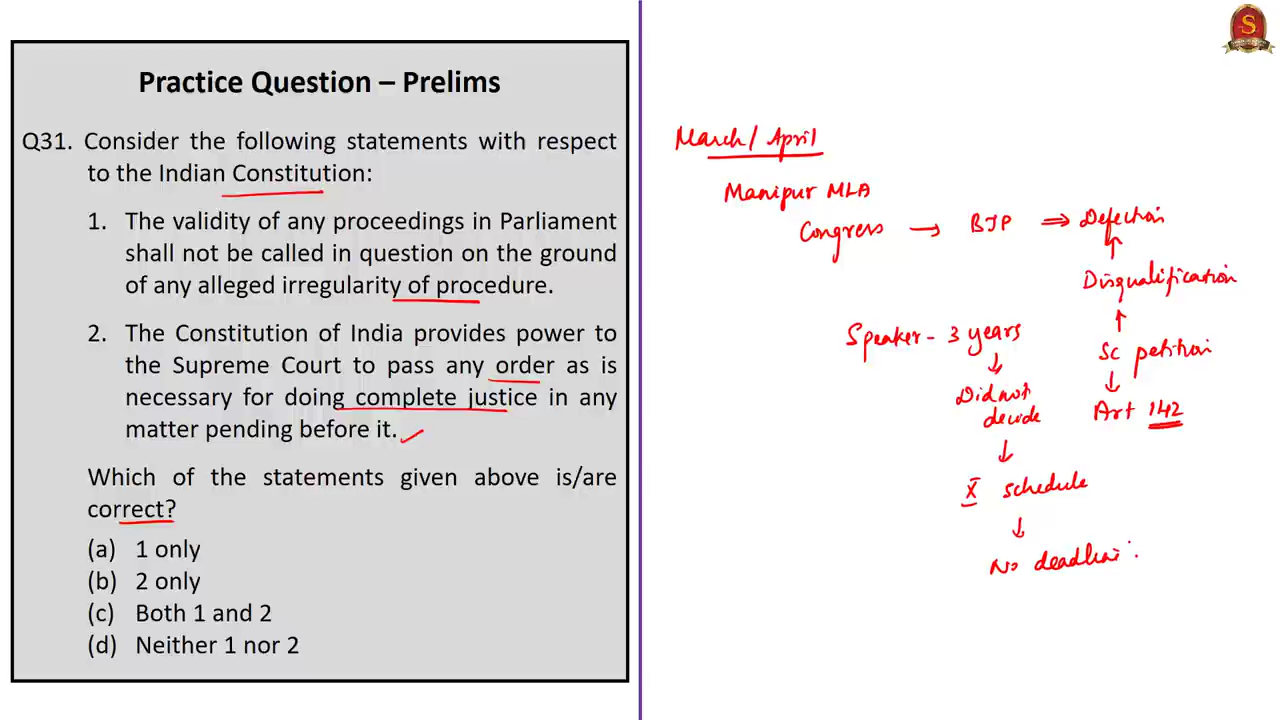 Practice Question – Prelims
Q31. Consider the following statements with respect
to the Indian Constitution:
1. The validity of any proceedings in Parliament
shall not be called in question on the ground
of any alleged irregularity of procedure.
2. The Constitution of India provides power to
the Supreme Court to pass any order as is
necessary for doing complete justice in any
matter pending before it.
Which of the statements given above is/are
correct?
(a) 1 only
(b) 2 only
(c) Both 1 and 2
(d) Neither 1 nor 2
March/April
Manipur MLA
Congress → BJP ⇒ Defection
↑
Disqualification
↑
Speaker - 3 years
SC petition
↓
↓
Did not
decide
Art 142
↓
X schedule
↓
No
S